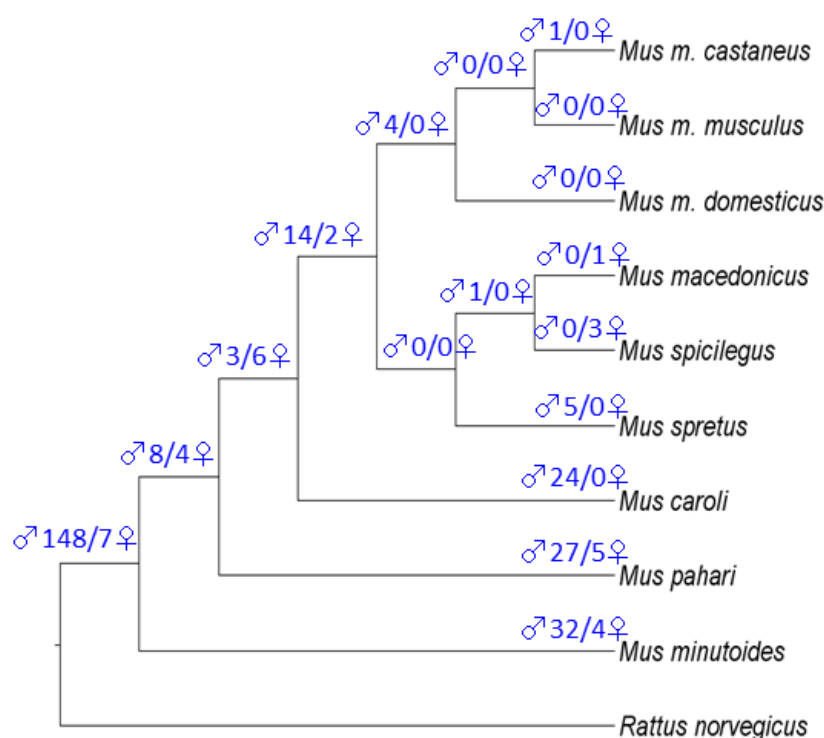 ♂1/0♀
Mus m. castaneus
♂0/0♀
♂0/0♀
Mus m. musculus
♂4/0♀
♂0/0♀
Mus m. domesticus
♂14/2♀
♂0/1♀
Mus macedonicus
♂1/0♀
♂0/3♀
Mus spicilegus
♂0/0♀
♂3/6♀
♂5/0♀
Mus spretus
♂8/4♀
♂24/0♀
Mus caroli
♂148/7♀
♂27/5♀
Mus pahari
♂32/4♀
Mus minutoides
Rattus norvegicus